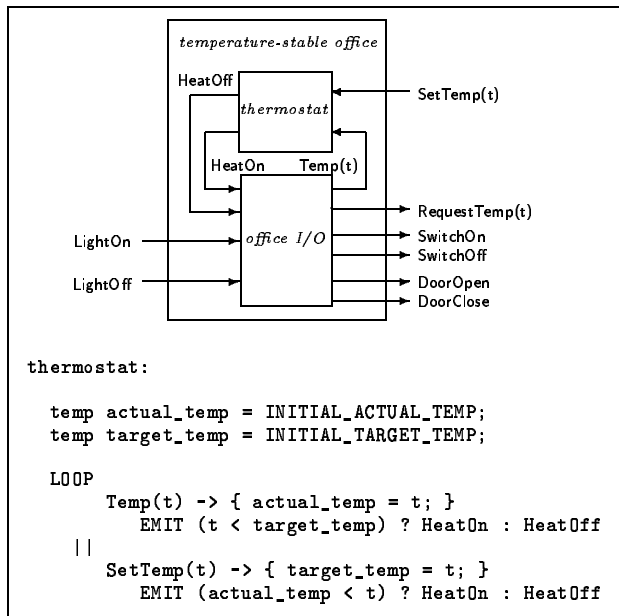 temperature-stable office
HeatOff
thermostat
SetTemp(t)
HeatOn
Temp(t)
RequestTemp(t)
LightOn
office I/O
SwitchOn
SwitchOff
LightOff
DoorOpen
DoorClose
thermostat:
temp actual_temp = INITIAL_ACTUAL_TEMP;
temp target_temp = INITIAL_TARGET_TEMP;
LOOP
Temp(t) -> { actual_temp = t; }
EMIT (t < target_temp) ? HeatOn : HeatOff
||
SetTemp(t) -> { target_temp = t; }
EMIT (actual_temp < t) ? HeatOn : HeatOff